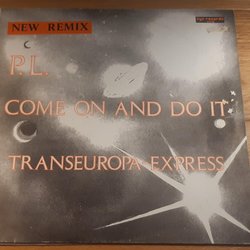 NEW REMIX
P.L.
COME ON AND DO IT
TRANSEUROPA EXPRESS